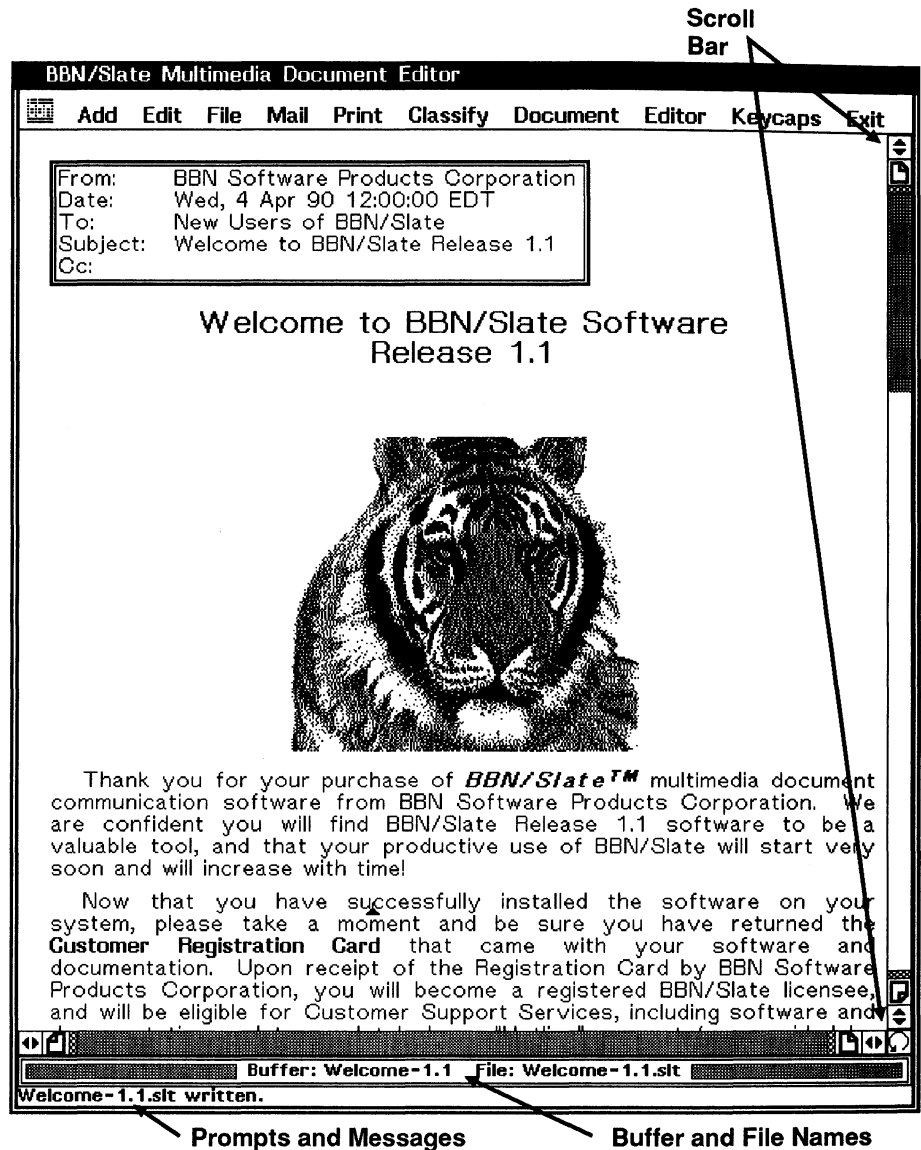 Scroll
Bar
BBN/Slate Multimedia Document Editor
Add Edit File Mail Print Classify Document Editor Keycaps Exit
From: BBN Software Products Corporation
Date: Wed, 4 Apr 90 12:00:00 EDT
To: New Users of BBN/Slate
Subject: Welcome to BBN/Slate Release 1.1
Cc:
Welcome to BBN/Slate Software
Release 1.1
Thank you for your purchase of BBN/Slate™ multimedia document
communication software from BBN Software Products Corporation. We
are confident you will find BBN/Slate Release 1.1 software to be a
valuable tool, and that your productive use of BBN/Slate will start very
soon and will increase with time!
Now that you have successfully installed the software on your
system, please take a moment and be sure you have returned the
Customer Registration Card that came with your software and
documentation. Upon receipt of the Registration Card by BBN Software
Products Corporation, you will become a registered BBN/Slate licensee,
and will be eligible for Customer Support Services, including software and
Buffer: Welcome-1.1 File: Welcome-1.1.slt
Welcome-1.1.slt written.
Prompts and Messages Buffer and File Names